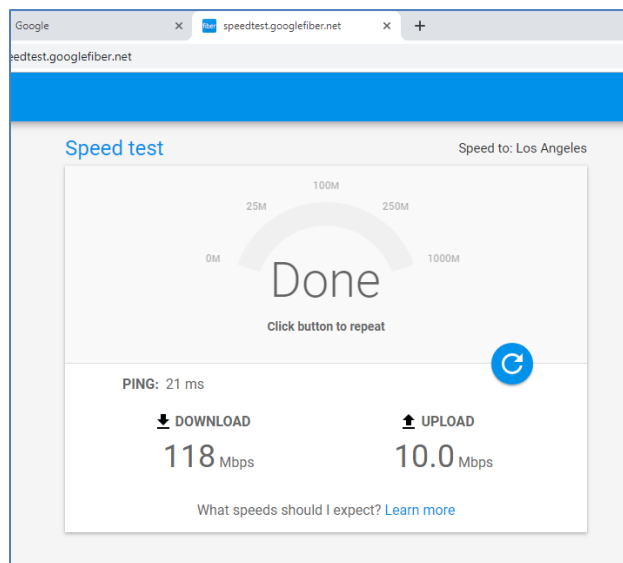 Google × fiber speedtest.googlefiber.net × +
eedtest.googlefiber.net
Speed test Speed to: Los Angeles
100M
25M 250M
0M 1000M
Done
Click button to repeat
PING: 21 ms
DOWNLOAD UPLOAD
118 Mbps 10.0 Mbps
What speeds should I expect? Learn more